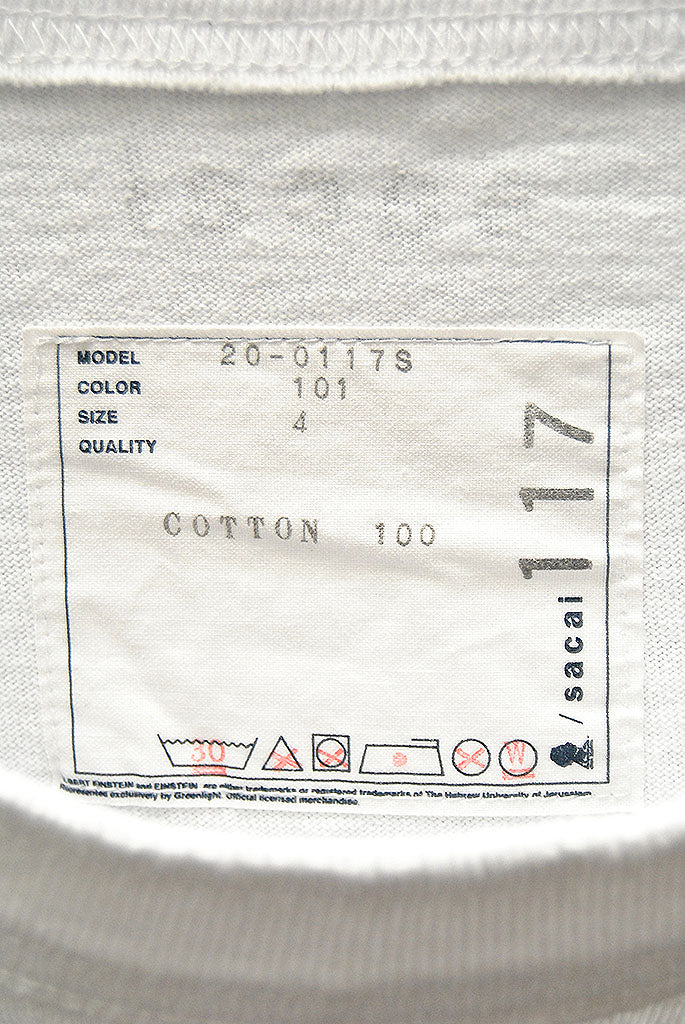 MODEL 20-0117S
COLOR 101
SIZE 4
QUALITY
COTTON 100
117
/ sacai
30
W
ALBERT EINSTEIN and EINSTEIN are either trademarks or registered trademarks of The Hebrew University of Jerusalem
Represented exclusively by Greenlight. Official licensed merchandise.